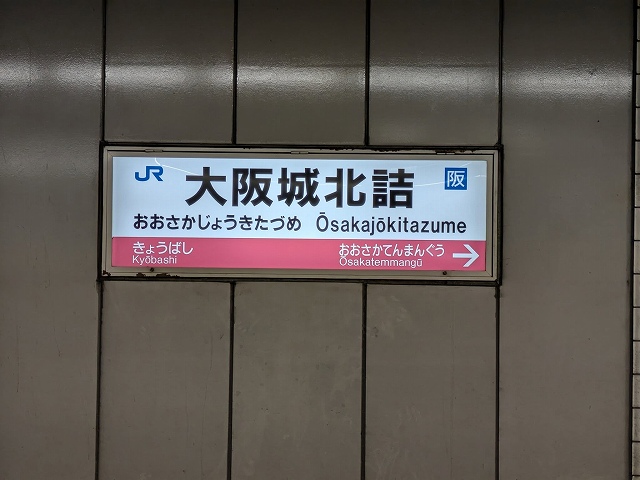 JR 大阪城北詰 阪
おおさかじょうきたづめ Ōsakajōkitazume
きょうばし おおさかてんまんぐう
Kyōbashi Ōsakatemmangū